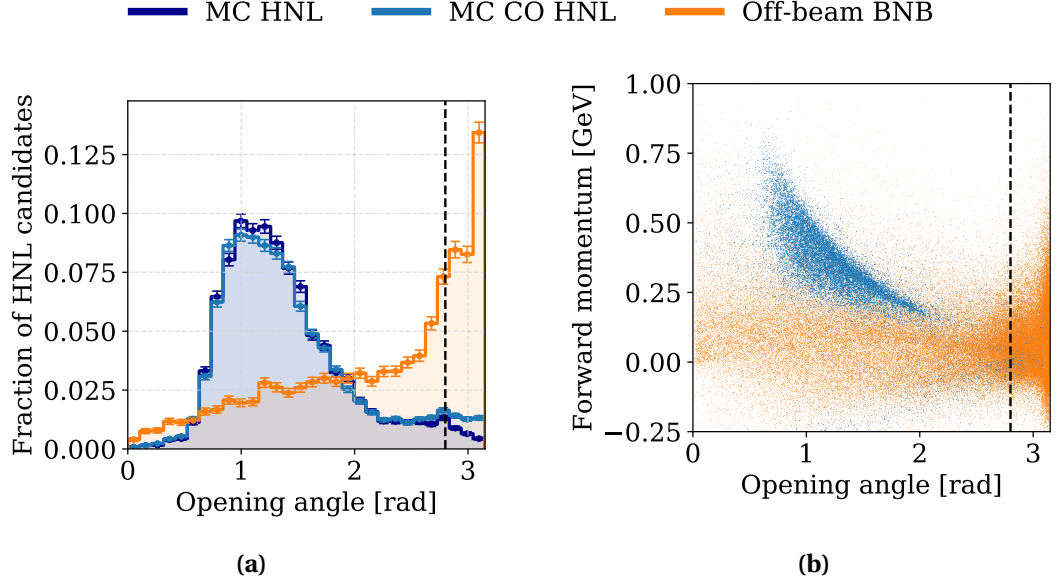 MC HNL MC CO HNL Off-beam BNB
Fraction of HNL candidates
0.125
0.100
0.075
0.050
0.025
0.000
0 1 2 3
Opening angle [rad]
(a)
Forward momentum [GeV]
1.00
0.75
0.50
0.25
0.00
−0.25
0 1 2 3
Opening angle [rad]
(b)